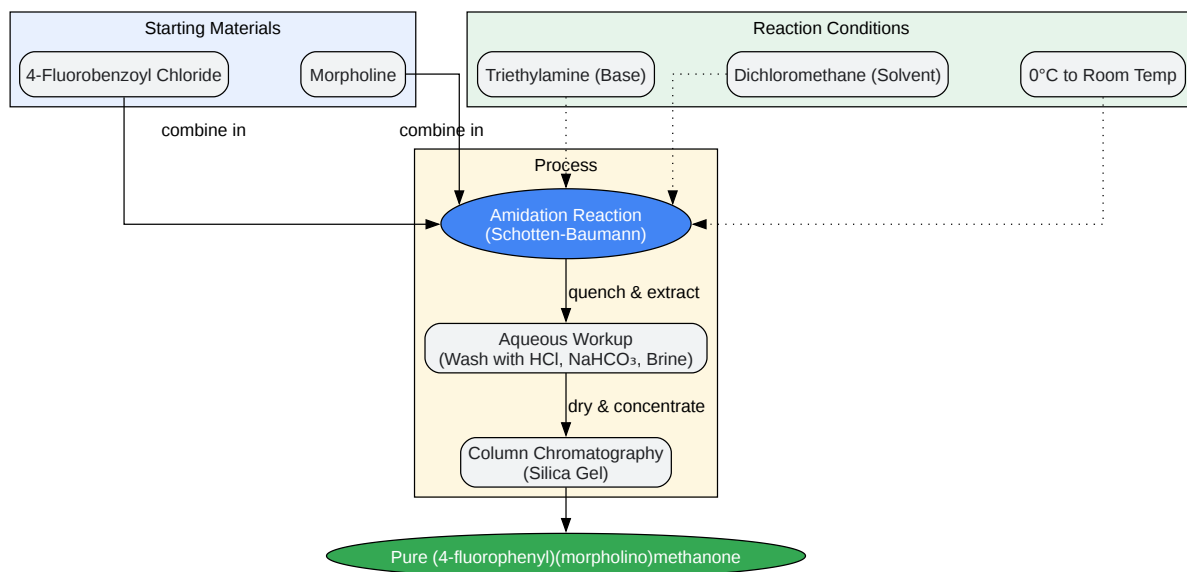 Starting Materials
4-Fluorobenzoyl Chloride
Morpholine
Reaction Conditions
Triethylamine (Base)
Dichloromethane (Solvent)
0°C to Room Temp
combine in
combine in
Process
Amidation Reaction
(Schotten-Baumann)
quench & extract
Aqueous Workup
(Wash with HCl, NaHCO₃, Brine)
dry & concentrate
Column Chromatography
(Silica Gel)
Pure (4-fluorophenyl)(morpholino)methanone